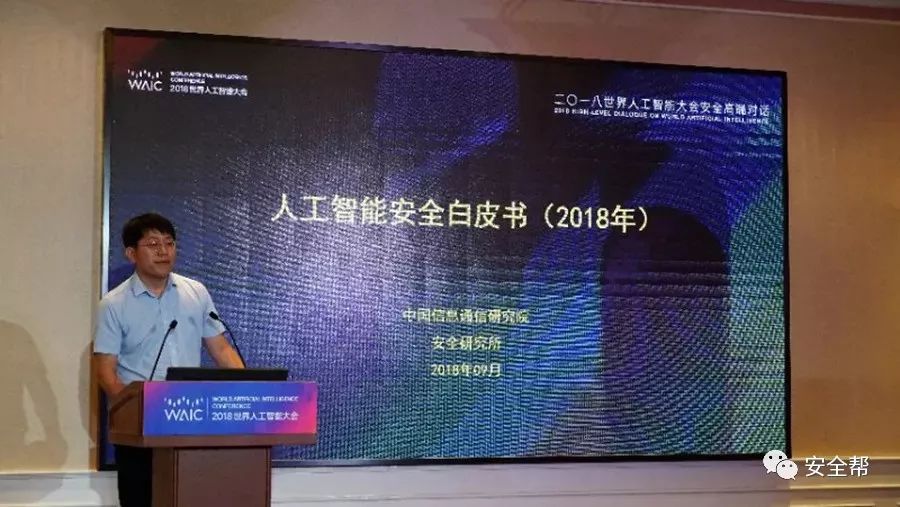 WAIC
WORLD ARTIFICIAL INTELLIGENCE
CONFERENCE
2018世界人工智能大会
二〇一八世界人工智能大会安全高端对话
2018 HIGH-LEVEL DIALOGUE ON WORLD ARTIFICIAL INTELLIGENCE
人工智能安全白皮书（2018年）
中国信息通信研究院
安全研究所
2018年09月
WAIC
WORLD ARTIFICIAL INTELLIGENCE
CONFERENCE
2018世界人工智能大会
安全帮